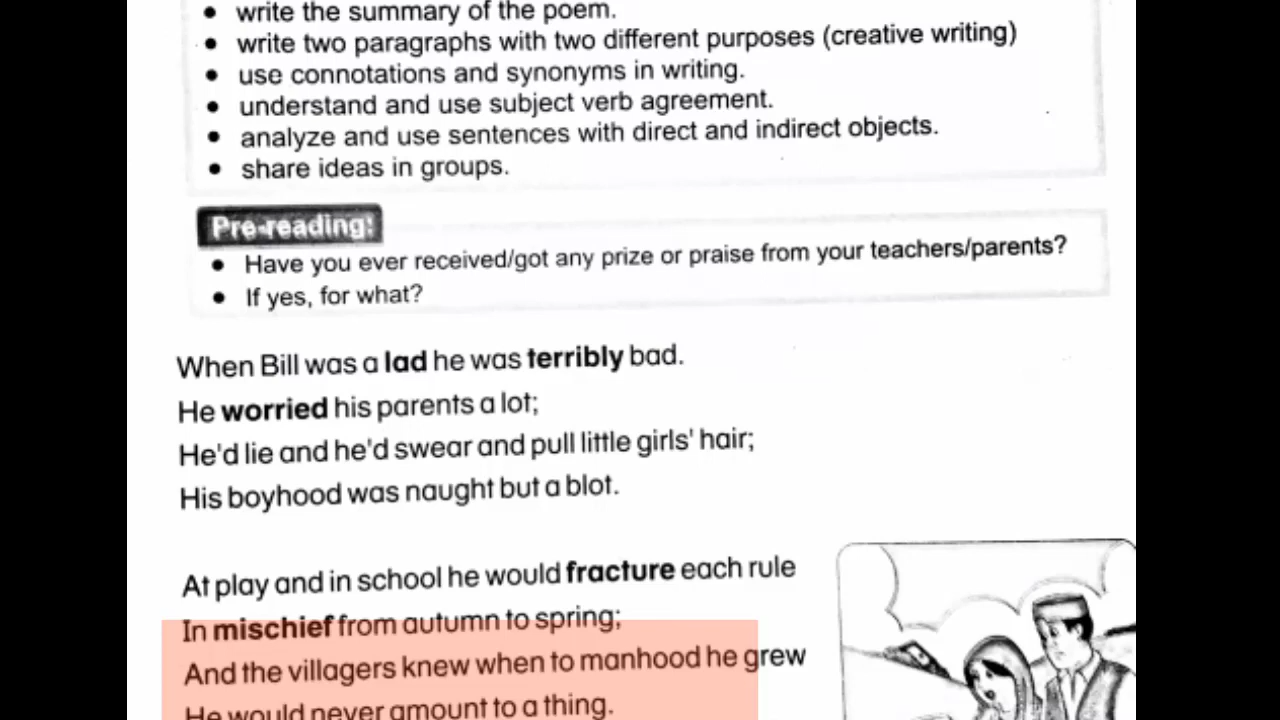 • write the summary of the poem.
• write two paragraphs with two different purposes (creative writing)
• use connotations and synonyms in writing.
• understand and use subject verb agreement.
• analyze and use sentences with direct and indirect objects.
• share ideas in groups.
Pre-reading:
• Have you ever received/got any prize or praise from your teachers/parents?
• If yes, for what?
When Bill was a lad he was terribly bad.
He worried his parents a lot;
He'd lie and he'd swear and pull little girls' hair;
His boyhood was naught but a blot.
At play and in school he would fracture each rule
In mischief from autumn to spring;
And the villagers knew when to manhood he grew
He would never amount to a thing.